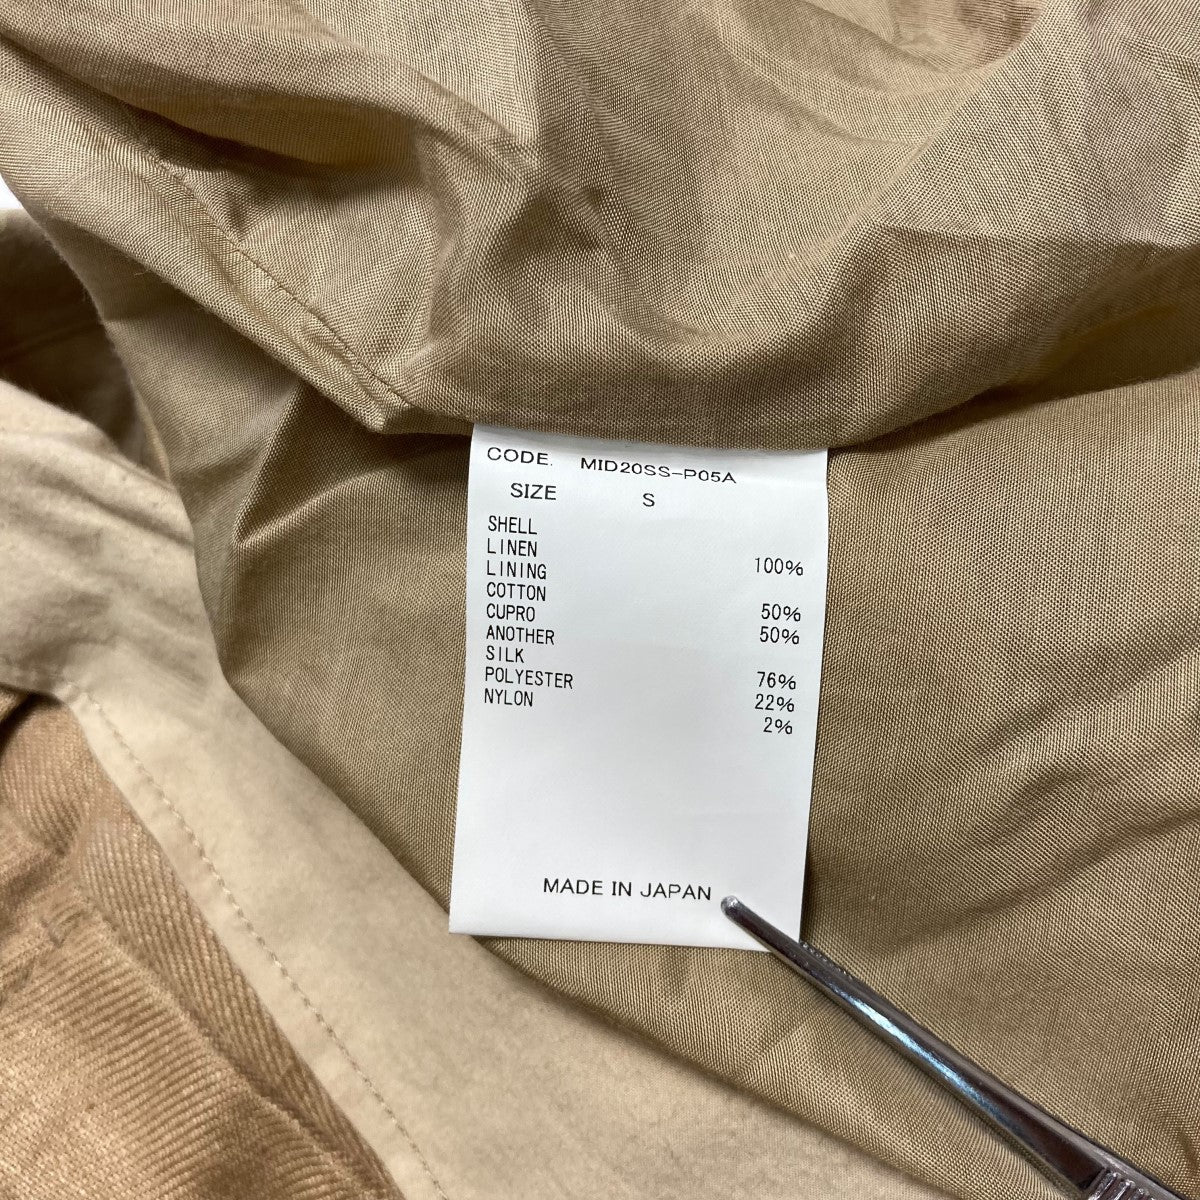 CODE. MID20SS-P05A
SIZE S
SHELL
LINEN 100%
LINING
COTTON 50%
CUPRO 50%
ANOTHER
SILK 76%
POLYESTER 22%
NYLON 2%
MADE IN JAPAN